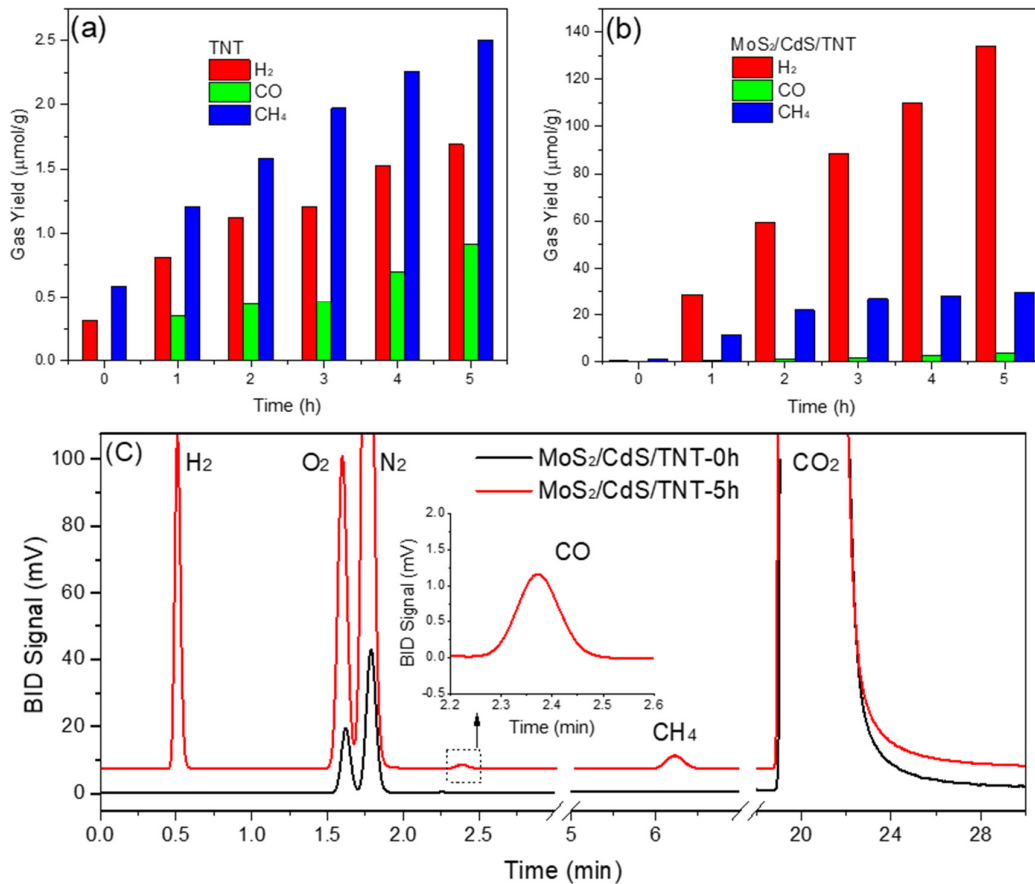 (a)
TNT
H₂
CO
CH₄
Gas Yield (μmol/g)
2.5
2.0
1.5
1.0
0.5
0.0
0 1 2 3 4 5
Time (h)
(b)
MoS₂/CdS/TNT
H₂
CO
CH₄
Gas Yield (μmol/g)
140
120
100
80
60
40
20
0
0 1 2 3 4 5
Time (h)
(C)
H₂
O₂
N₂
MoS₂/CdS/TNT-0h
MoS₂/CdS/TNT-5h
CO₂
BID Signal (mV)
100
80
60
40
20
0
CO
BID Signal (mV)
2.0
1.5
1.0
0.5
0.0
-0.5
2.2 2.3 2.4 2.5 2.6
Time (min)
CH₄
0.0 0.5 1.0 1.5 2.0 2.5 5 6 20 24 28
Time (min)